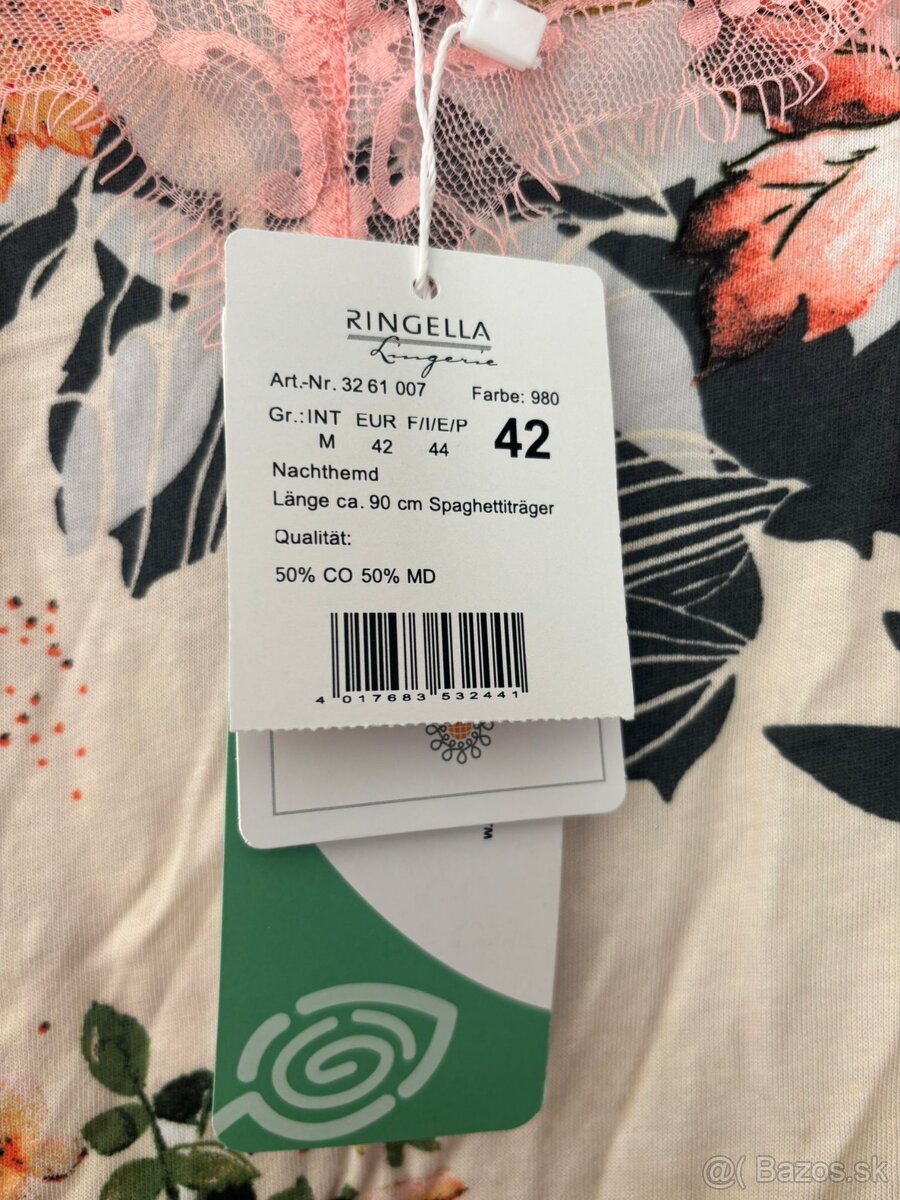 RINGELLA
Lingerie
Art.-Nr. 32 61 007 Farbe: 980
Gr.: INT EUR F/I/E/P 42
M 42 44
Nachthemd
Länge ca. 90 cm Spaghettiträger
Qualität:
50% CO 50% MD
4 017683 532441
TM
@( Bazos.sk